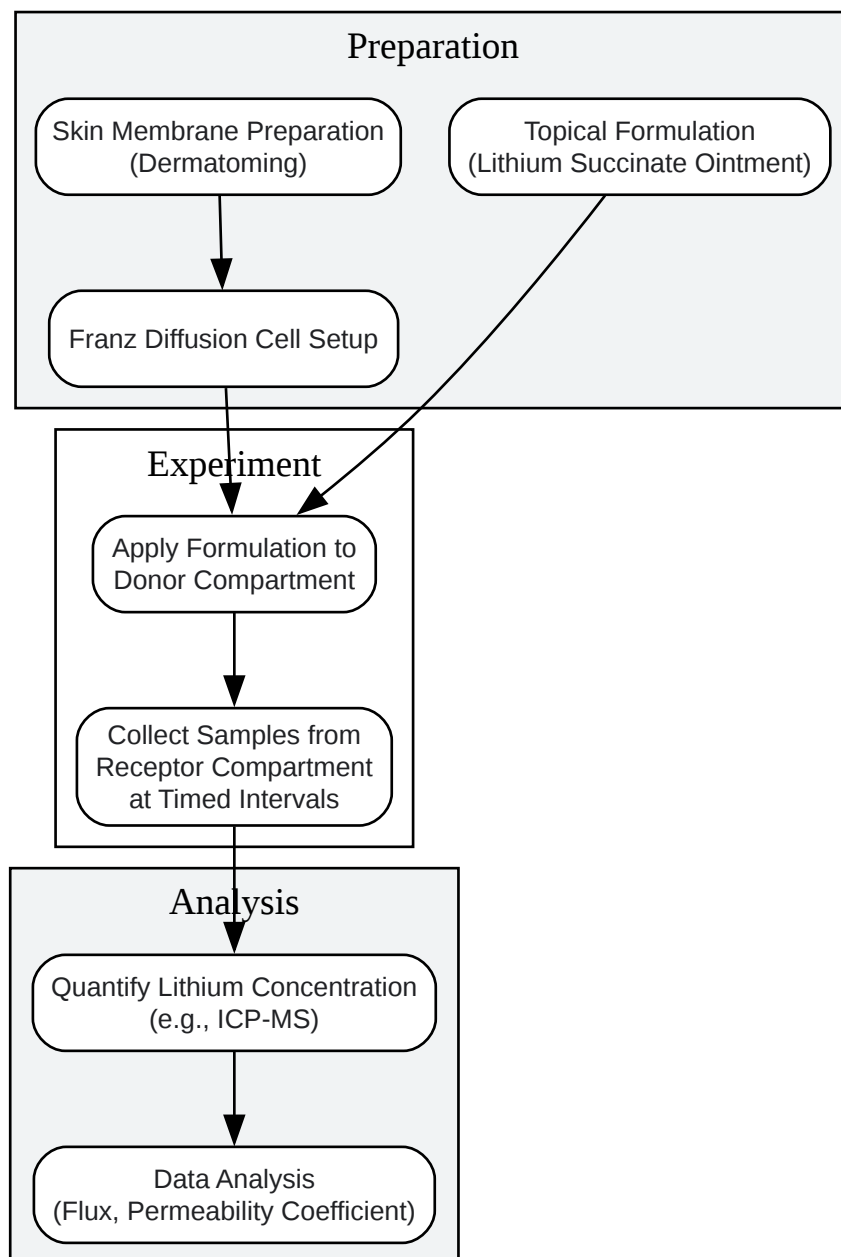 Preparation
Skin Membrane Preparation
(Dermatoming)
Topical Formulation
(Lithium Succinate Ointment)
Franz Diffusion Cell Setup
Experiment
Apply Formulation to
Donor Compartment
Collect Samples from
Receptor Compartment
at Timed Intervals
Analysis
Quantify Lithium Concentration
(e.g., ICP-MS)
Data Analysis
(Flux, Permeability Coefficient)